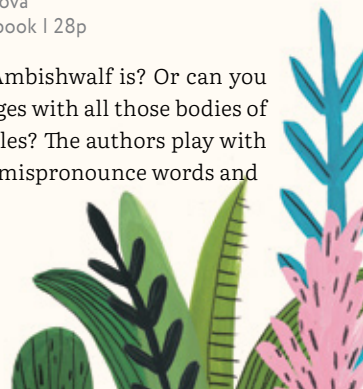 ova
book I 28p
Ambishwalf is? Or can you
ges with all those bodies of
les? The authors play with
mispronounce words and